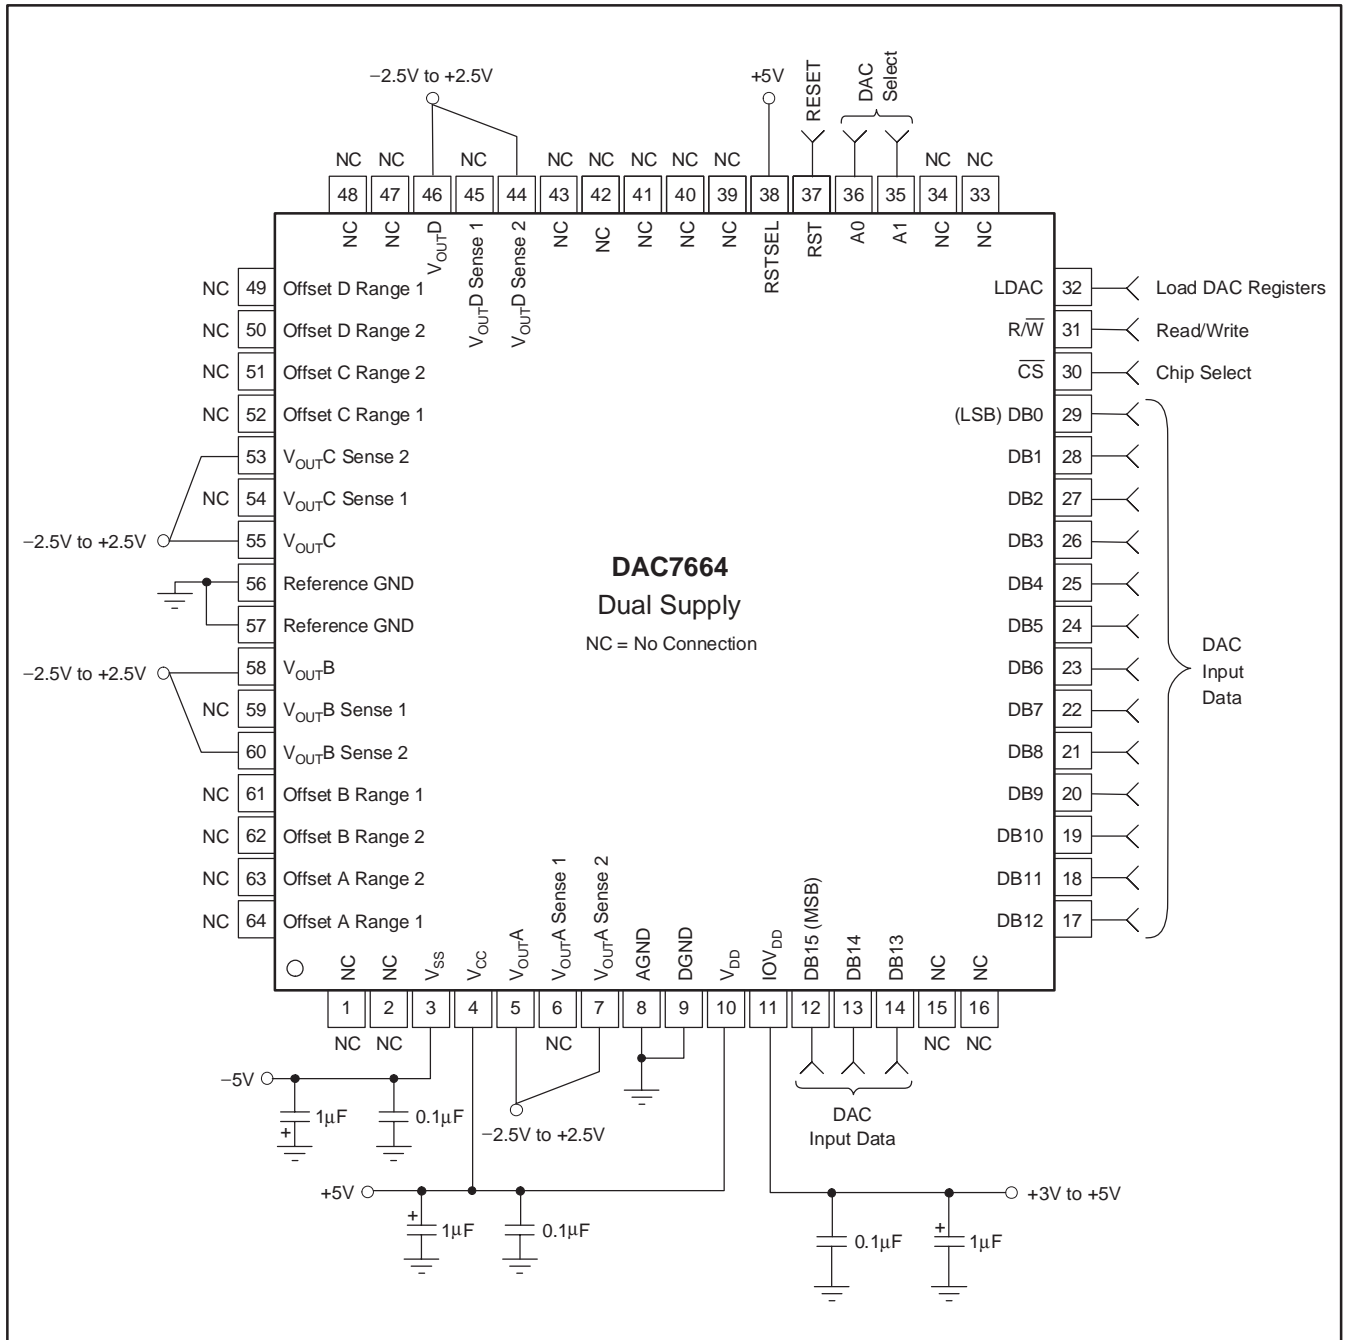 −2.5V to +2.5V
+5V
RESET
DAC Select
NC NC NC NC NC NC NC NC NC NC
48 47 46 45 44 43 42 41 40 39 38 37 36 35 34 33
NC
NC
VOUTD
VOUTD Sense 1
VOUTD Sense 2
NC
NC
NC
NC
NC
RSTSEL
RST
A0
A1
NC
NC
NC 49 Offset D Range 1
NC 50 Offset D Range 2
NC 51 Offset C Range 2
NC 52 Offset C Range 1
53 VOUTC Sense 2
NC 54 VOUTC Sense 1
−2.5V to +2.5V 55 VOUTC
56 Reference GND
57 Reference GND
−2.5V to +2.5V 58 VOUTB
NC 59 VOUTB Sense 1
60 VOUTB Sense 2
NC 61 Offset B Range 1
NC 62 Offset B Range 2
NC 63 Offset A Range 2
NC 64 Offset A Range 1
DAC7664
Dual Supply
NC = No Connection
LDAC 32 Load DAC Registers
R/W̅ 31 Read/Write
C̅S̅ 30 Chip Select
(LSB) DB0 29
DB1 28
DB2 27
DB3 26
DB4 25
DB5 24
DB6 23
DB7 22
DB8 21
DB9 20
DB10 19
DB11 18
DB12 17
DAC
Input
Data
NC
NC
VSS
VCC
VOUTA
VOUTA Sense 1
VOUTA Sense 2
AGND
DGND
VDD
IOVDD
DB15 (MSB)
DB14
DB13
NC
NC
1 2 3 4 5 6 7 8 9 10 11 12 13 14 15 16
NC NC NC NC NC
−5V
1µF
+
0.1µF
−2.5V to +2.5V
DAC
Input Data
+5V
+
1µF
0.1µF
+3V to +5V
0.1µF
+
1µF